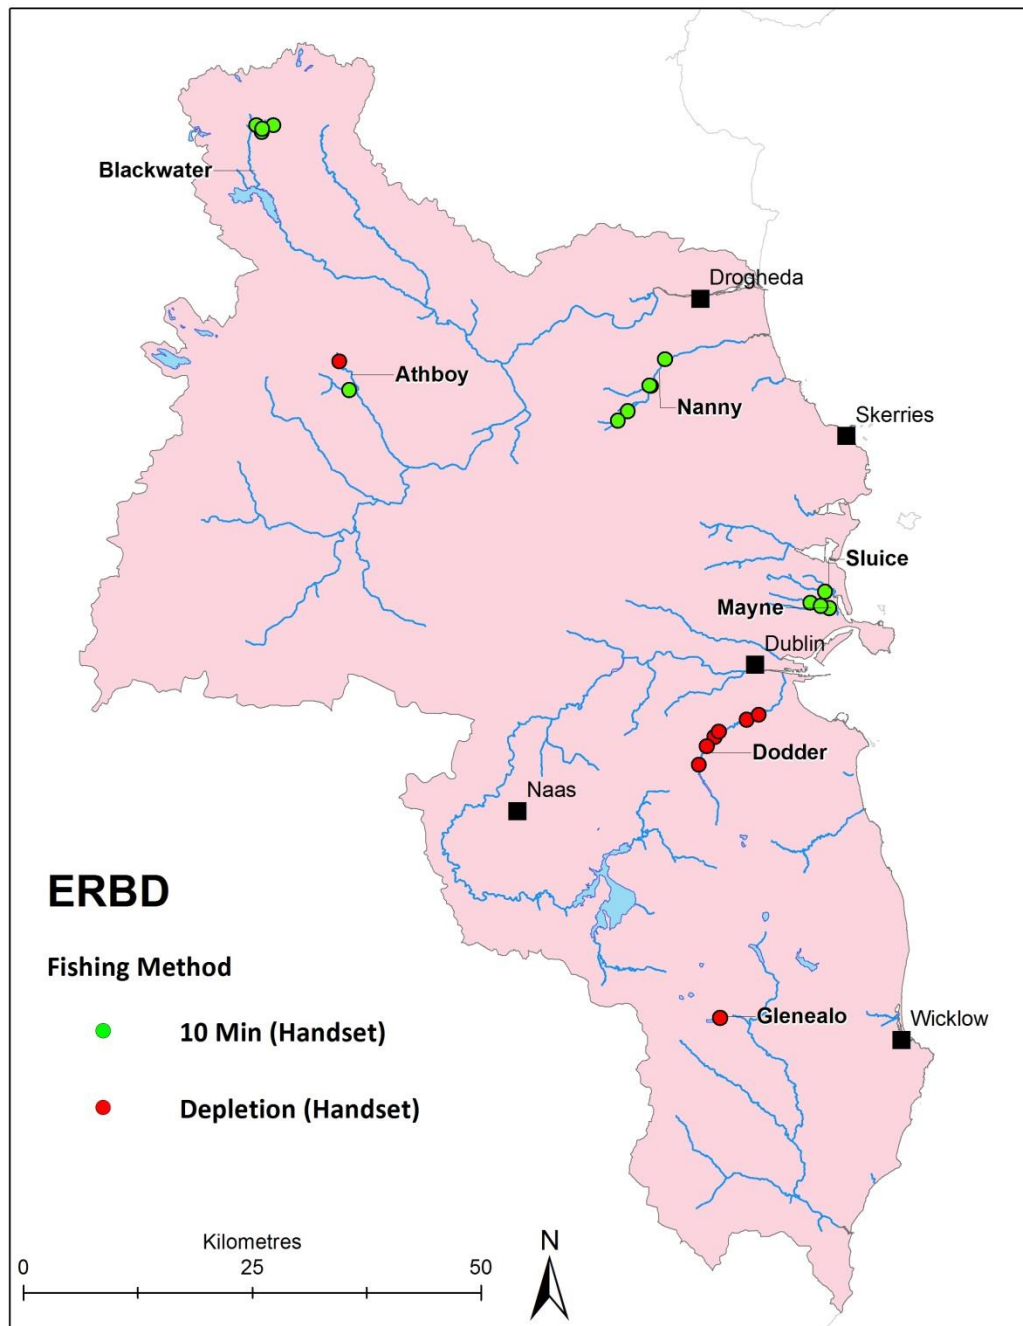 Blackwater
Drogheda
Athboy
Nanny
Skerries
Sluice
Mayne
Dublin
Dodder
Naas
ERBD
Fishing Method
Glenealo
10 Min (Handset)
Wicklow
Depletion (Handset)
Kilometres
N
0 25 50